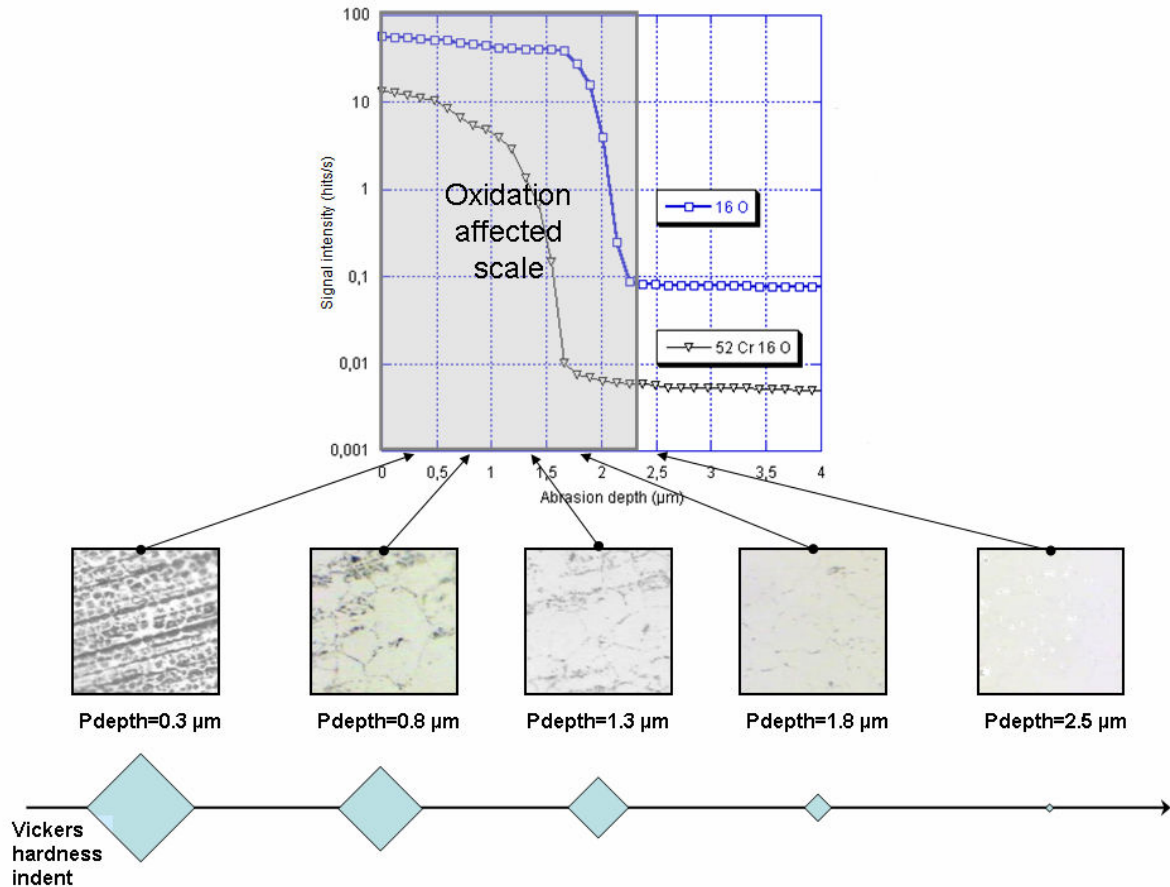 100
10
1
0,1
0,01
0,001
Signal intensity (hits/s)
Oxidation
affected
scale
16 O
52 Cr 16 O
0 0,5 1 1,5 2 2,5 3 3,5 4
Abrasion depth (µm)
Pdepth=0.3 µm Pdepth=0.8 µm Pdepth=1.3 µm Pdepth=1.8 µm Pdepth=2.5 µm
Vickers
hardness
indent